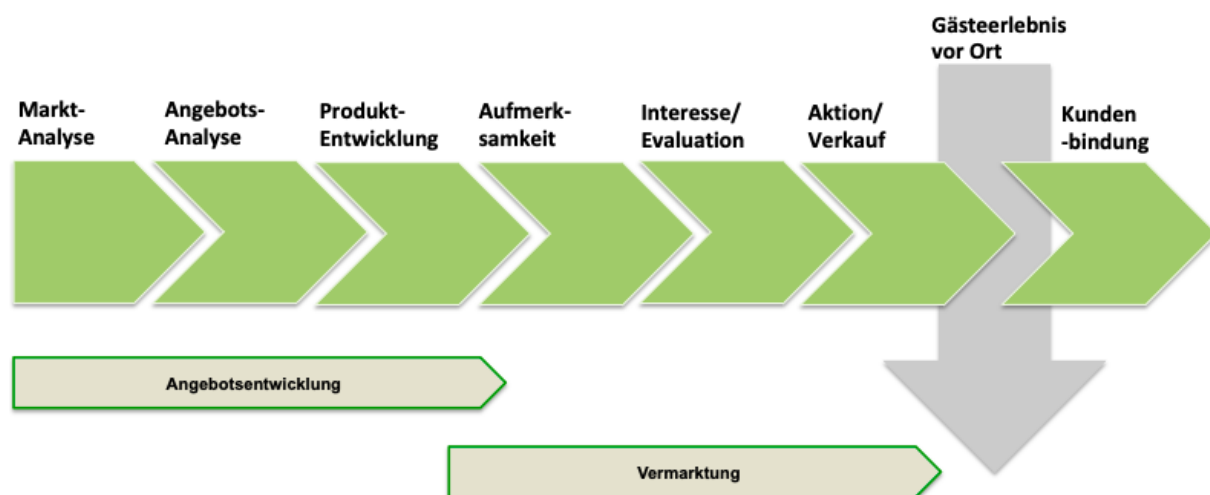 Gästeerlebnis
vor Ort
Markt-
Analyse
Angebots-
Analyse
Produkt-
Entwicklung
Aufmerk-
samkeit
Interesse/
Evaluation
Aktion/
Verkauf
Kunden
-bindung
Angebotsentwicklung
Vermarktung